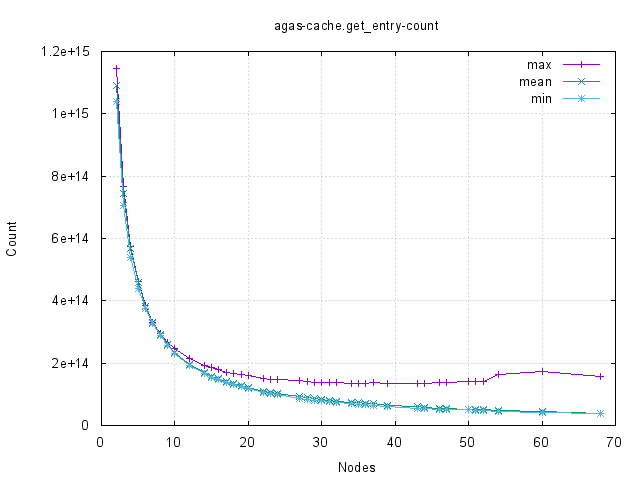 agas-cache.get_entry-count
1.2e+15
1e+15
8e+14
6e+14
4e+14
2e+14
0
Count
max
mean
min
0 10 20 30 40 50 60 70
Nodes